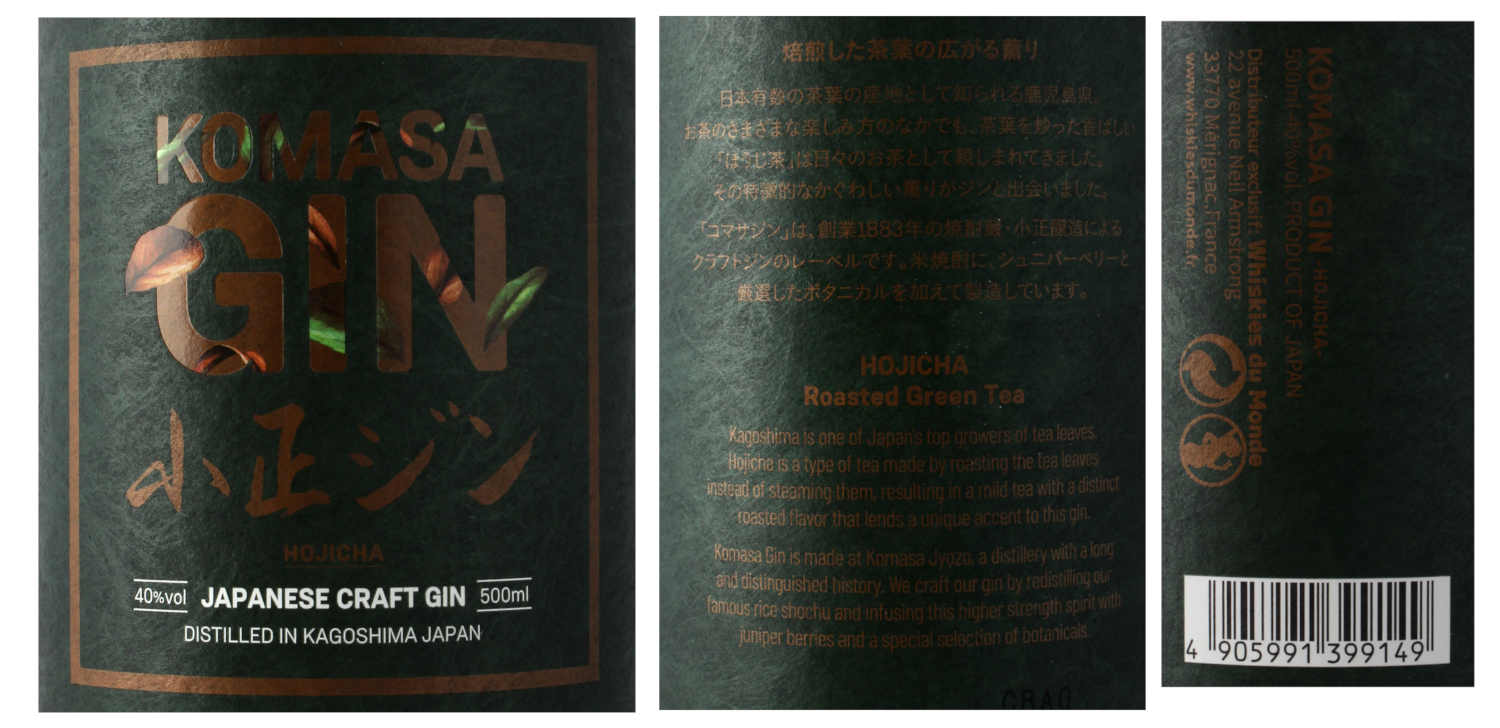 KOMASA
GIN
小正ジン
HOJICHA
40%vol JAPANESE CRAFT GIN 500ml
DISTILLED IN KAGOSHIMA JAPAN
焙煎した茶葉の広がる薫り
日本有数の茶葉の産地として知られる鹿児島県。
お茶のさまざまな楽しみ方のなかでも、茶葉を炒った香ばしい
「ほうじ茶」は日々のお茶として親しまれてきました。
その特徴的なかぐわしい薫りがジンと出会いました。
「コマサジン」は、創業1883年の焼酎蔵・小正醸造による
クラフトジンのレーベルです。米焼酎に、ジュニパーベリーと
厳選したボタニカルを加えて製造しています。
HOJICHA
Roasted Green Tea
Kagoshima is one of Japan's top growers of tea leaves.
Hojicha is a type of tea made by roasting the tea leaves
instead of steaming them, resulting in a mild tea with a distinct
roasted flavor that lends a unique accent to this gin.
Komasa Gin is made at Komasa Jyozo, a distillery with a long
and distinguished history. We craft our gin by redistilling our
famous rice shochu and infusing this higher strength spirit with
juniper berries and a special selection of botanicals.
KOMASA GIN -HOJICHA-
500ml-40%vol. PRODUCT OF JAPAN
Distributeur exclusif: Whiskies du Monde
22 avenue Neil Armstrong
33770 Mérignac, France
www.whiskiesdumonde.fr
4 905991 399149